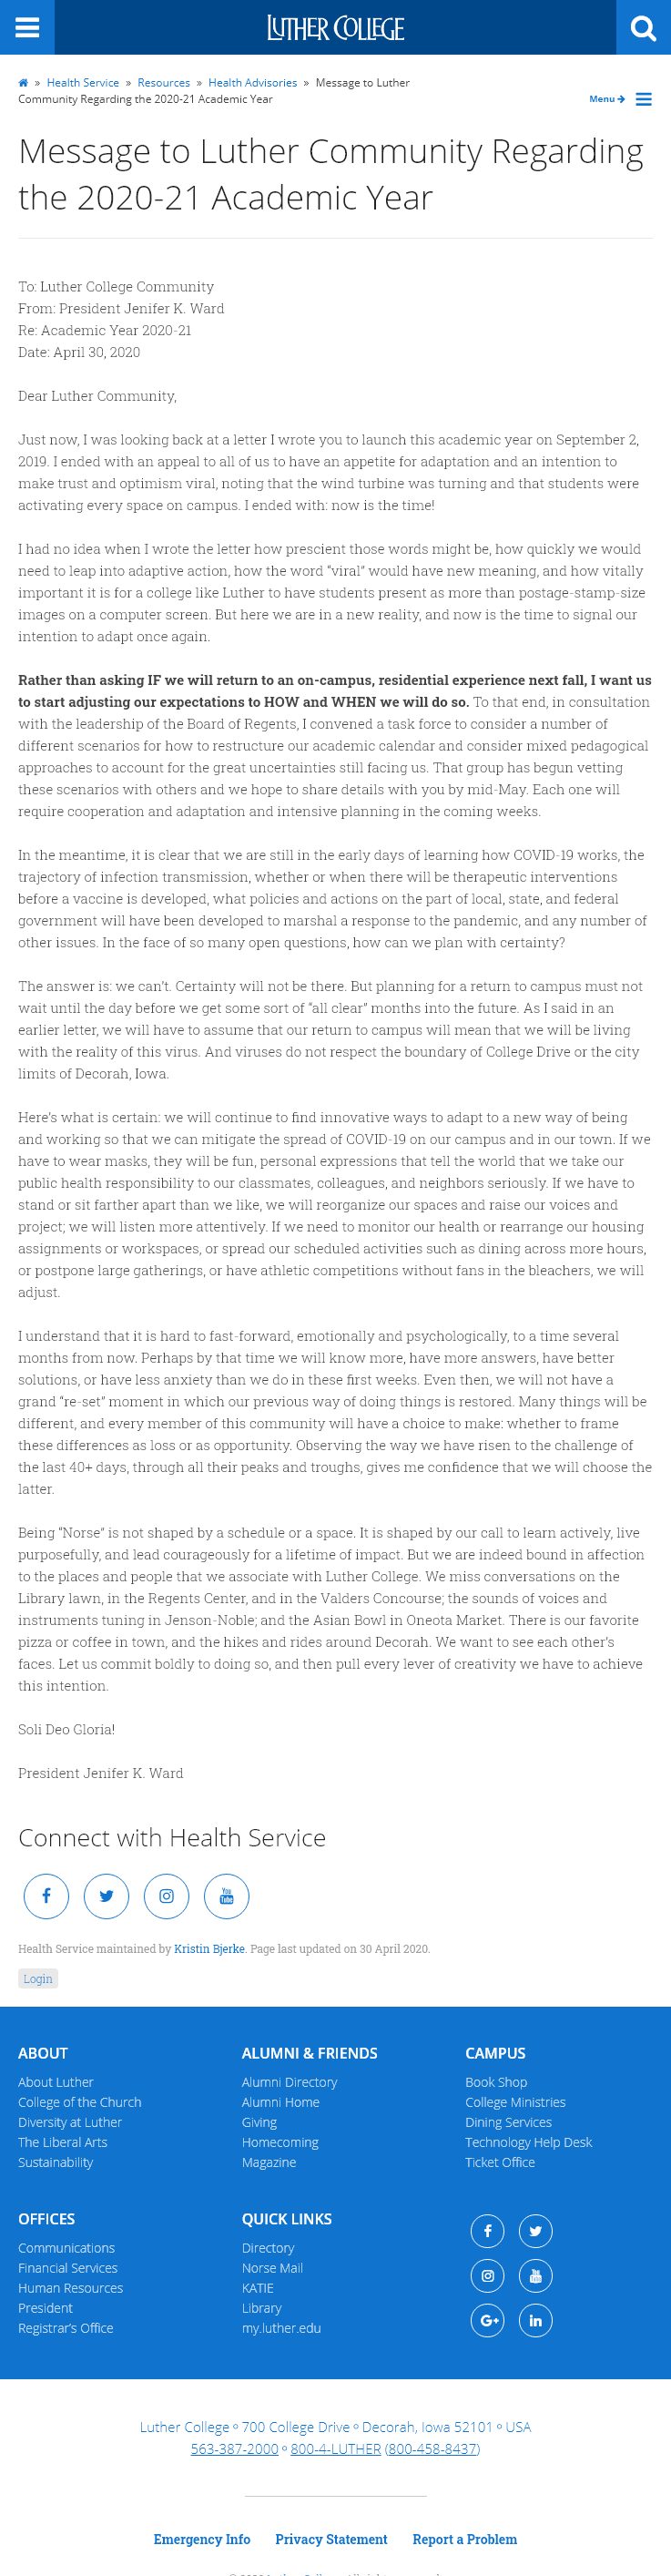 LUTHER COLLEGE
» Health Service » Resources » Health Advisories » Message to Luther
Community Regarding the 2020-21 Academic Year
Menu
Message to Luther Community Regarding
the 2020-21 Academic Year
To: Luther College Community
From: President Jenifer K. Ward
Re: Academic Year 2020-21
Date: April 30, 2020
Dear Luther Community,
Just now, I was looking back at a letter I wrote you to launch this academic year on September 2,
2019. I ended with an appeal to all of us to have an appetite for adaptation and an intention to
make trust and optimism viral, noting that the wind turbine was turning and that students were
activating every space on campus. I ended with: now is the time!
I had no idea when I wrote the letter how prescient those words might be, how quickly we would
need to leap into adaptive action, how the word “viral” would have new meaning, and how vitally
important it is for a college like Luther to have students present as more than postage-stamp-size
images on a computer screen. But here we are in a new reality, and now is the time to signal our
intention to adapt once again.
Rather than asking IF we will return to an on-campus, residential experience next fall, I want us
to start adjusting our expectations to HOW and WHEN we will do so. To that end, in consultation
with the leadership of the Board of Regents, I convened a task force to consider a number of
different scenarios for how to restructure our academic calendar and consider mixed pedagogical
approaches to account for the great uncertainties still facing us. That group has begun vetting
these scenarios with others and we hope to share details with you by mid-May. Each one will
require cooperation and adaptation and intensive planning in the coming weeks.
In the meantime, it is clear that we are still in the early days of learning how COVID-19 works, the
trajectory of infection transmission, whether or when there will be therapeutic interventions
before a vaccine is developed, what policies and actions on the part of local, state, and federal
government will have been developed to marshal a response to the pandemic, and any number of
other issues. In the face of so many open questions, how can we plan with certainty?
The answer is: we can't. Certainty will not be there. But planning for a return to campus must not
wait until the day before we get some sort of “all clear” months into the future. As I said in an
earlier letter, we will have to assume that our return to campus will mean that we will be living
with the reality of this virus. And viruses do not respect the boundary of College Drive or the city
limits of Decorah, Iowa.
Here's what is certain: we will continue to find innovative ways to adapt to a new way of being
and working so that we can mitigate the spread of COVID-19 on our campus and in our town. If we
have to wear masks, they will be fun, personal expressions that tell the world that we take our
public health responsibility to our classmates, colleagues, and neighbors seriously. If we have to
stand or sit farther apart than we like, we will reorganize our spaces and raise our voices and
project; we will listen more attentively. If we need to monitor our health or rearrange our housing
assignments or workspaces, or spread our scheduled activities such as dining across more hours,
or postpone large gatherings, or have athletic competitions without fans in the bleachers, we will
adjust.
I understand that it is hard to fast-forward, emotionally and psychologically, to a time several
months from now. Perhaps by that time we will know more, have more answers, have better
solutions, or have less anxiety than we do in these first weeks. Even then, we will not have a
grand “re-set” moment in which our previous way of doing things is restored. Many things will be
different, and every member of this community will have a choice to make: whether to frame
these differences as loss or as opportunity. Observing the way we have risen to the challenge of
the last 40+ days, through all their peaks and troughs, gives me confidence that we will choose the
latter.
Being “Norse” is not shaped by a schedule or a space. It is shaped by our call to learn actively, live
purposefully, and lead courageously for a lifetime of impact. But we are indeed bound in affection
to the places and people that we associate with Luther College. We miss conversations on the
Library lawn, in the Regents Center, and in the Valders Concourse; the sounds of voices and
instruments tuning in Jenson-Noble; and the Asian Bowl in Oneota Market. There is our favorite
pizza or coffee in town, and the hikes and rides around Decorah. We want to see each other's
faces. Let us commit boldly to doing so, and then pull every lever of creativity we have to achieve
this intention.
Soli Deo Gloria!
President Jenifer K. Ward
Connect with Health Service
Health Service maintained by Kristin Bjerke. Page last updated on 30 April 2020.
Login
ABOUT
About Luther
College of the Church
Diversity at Luther
The Liberal Arts
Sustainability
ALUMNI & FRIENDS
Alumni Directory
Alumni Home
Giving
Homecoming
Magazine
CAMPUS
Book Shop
College Ministries
Dining Services
Technology Help Desk
Ticket Office
OFFICES
Communications
Financial Services
Human Resources
President
Registrar's Office
QUICK LINKS
Directory
Norse Mail
KATIE
Library
my.luther.edu
Luther College º 700 College Drive º Decorah, Iowa 52101 º USA
563-387-2000 º 800-4-LUTHER (800-458-8437)
Emergency Info Privacy Statement Report a Problem